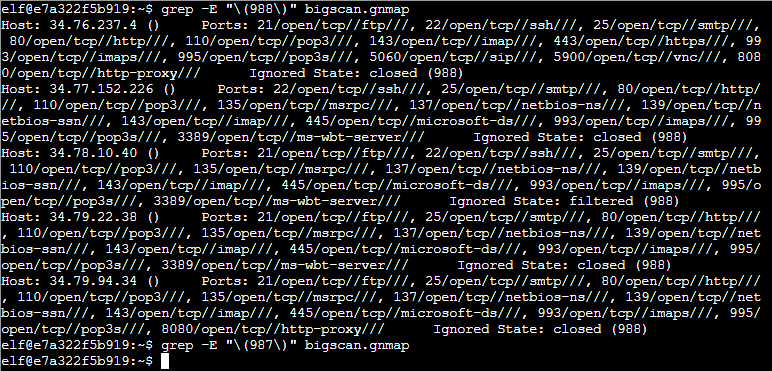 elf@e7a322f5b919:~$ grep -E "\(988\)" bigscan.gnmap
Host: 34.76.237.4 ()     Ports: 21/open/tcp//ftp///, 22/open/tcp//ssh///, 25/open/tcp//smtp///,
 80/open/tcp//http///, 110/open/tcp//pop3///, 143/open/tcp//imap///, 443/open/tcp//https///, 99
3/open/tcp//imaps///, 995/open/tcp//pop3s///, 5060/open/tcp//sip///, 5900/open/tcp//vnc///, 808
0/open/tcp//http-proxy///      Ignored State: closed (988)
Host: 34.77.152.226 ()     Ports: 22/open/tcp//ssh///, 25/open/tcp//smtp///, 80/open/tcp//http/
//, 110/open/tcp//pop3///, 135/open/tcp//msrpc///, 137/open/tcp//netbios-ns///, 139/open/tcp//n
etbios-ssn///, 143/open/tcp//imap///, 445/open/tcp//microsoft-ds///, 993/open/tcp//imaps///, 99
5/open/tcp//pop3s///, 3389/open/tcp//ms-wbt-server///      Ignored State: closed (988)
Host: 34.78.10.40 ()     Ports: 21/open/tcp//ftp///, 22/open/tcp//ssh///, 25/open/tcp//smtp///,
 110/open/tcp//pop3///, 135/open/tcp//msrpc///, 137/open/tcp//netbios-ns///, 139/open/tcp//netb
ios-ssn///, 143/open/tcp//imap///, 445/open/tcp//microsoft-ds///, 993/open/tcp//imaps///, 995/o
pen/tcp//pop3s///, 3389/open/tcp//ms-wbt-server///     Ignored State: filtered (988)
Host: 34.79.22.38 ()     Ports: 21/open/tcp//ftp///, 25/open/tcp//smtp///, 80/open/tcp//http///
, 110/open/tcp//pop3///, 135/open/tcp//msrpc///, 137/open/tcp//netbios-ns///, 139/open/tcp//net
bios-ssn///, 143/open/tcp//imap///, 445/open/tcp//microsoft-ds///, 993/open/tcp//imaps///, 995/
open/tcp//pop3s///, 3389/open/tcp//ms-wbt-server///      Ignored State: closed (988)
Host: 34.79.94.34 ()     Ports: 21/open/tcp//ftp///, 25/open/tcp//smtp///, 80/open/tcp//http///
, 110/open/tcp//pop3///, 135/open/tcp//msrpc///, 137/open/tcp//netbios-ns///, 139/open/tcp//net
bios-ssn///, 143/open/tcp//imap///, 445/open/tcp//microsoft-ds///, 993/open/tcp//imaps///, 995/
open/tcp//pop3s///, 8080/open/tcp//http-proxy///      Ignored State: closed (988)
elf@e7a322f5b919:~$ grep -E "\(987\)" bigscan.gnmap
elf@e7a322f5b919:~$